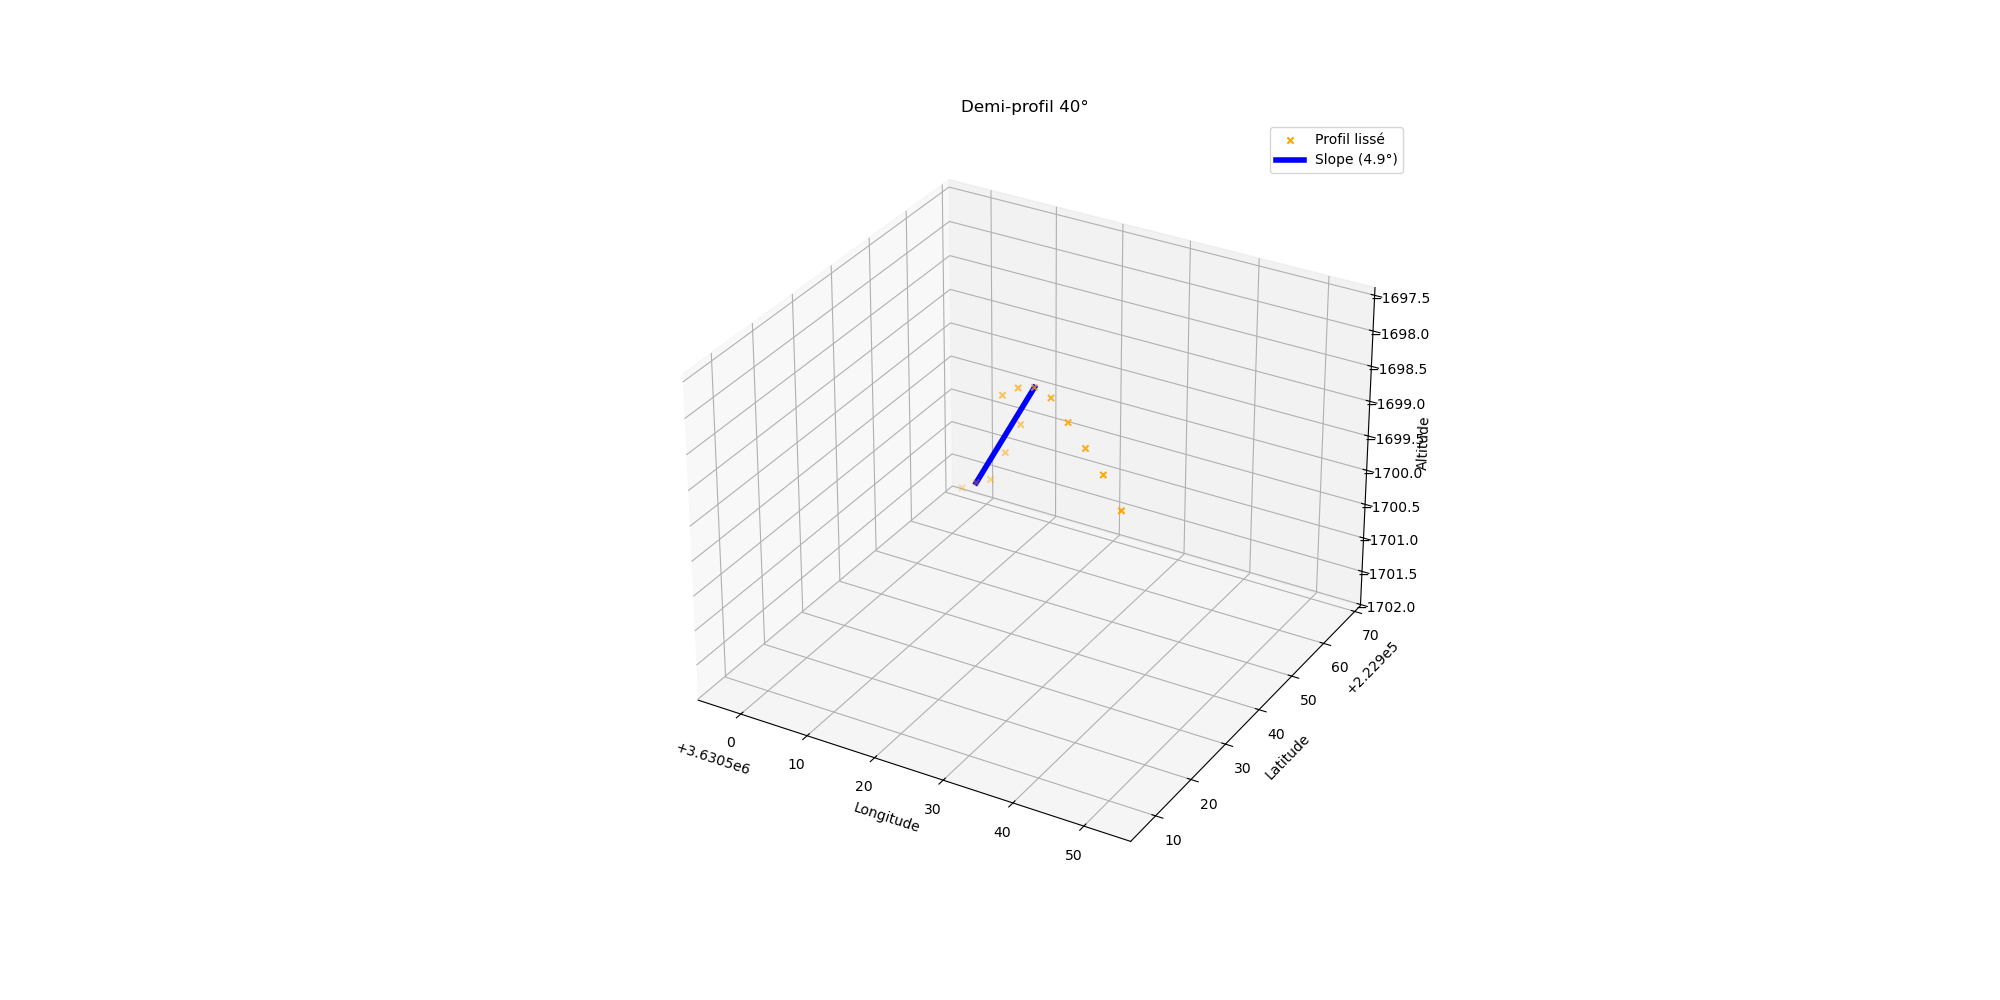 Demi-profil 40°
Profil lissé
Slope (4.9°)
−1697.5
−1698.0
−1698.5
−1699.0
−1699.5
−1700.0
−1700.5
−1701.0
−1701.5
−1702.0
Altitude
70
60
50
40
30
20
10
+2.229e5
Latitude
0
10
20
30
40
50
+3.6305e6
Longitude